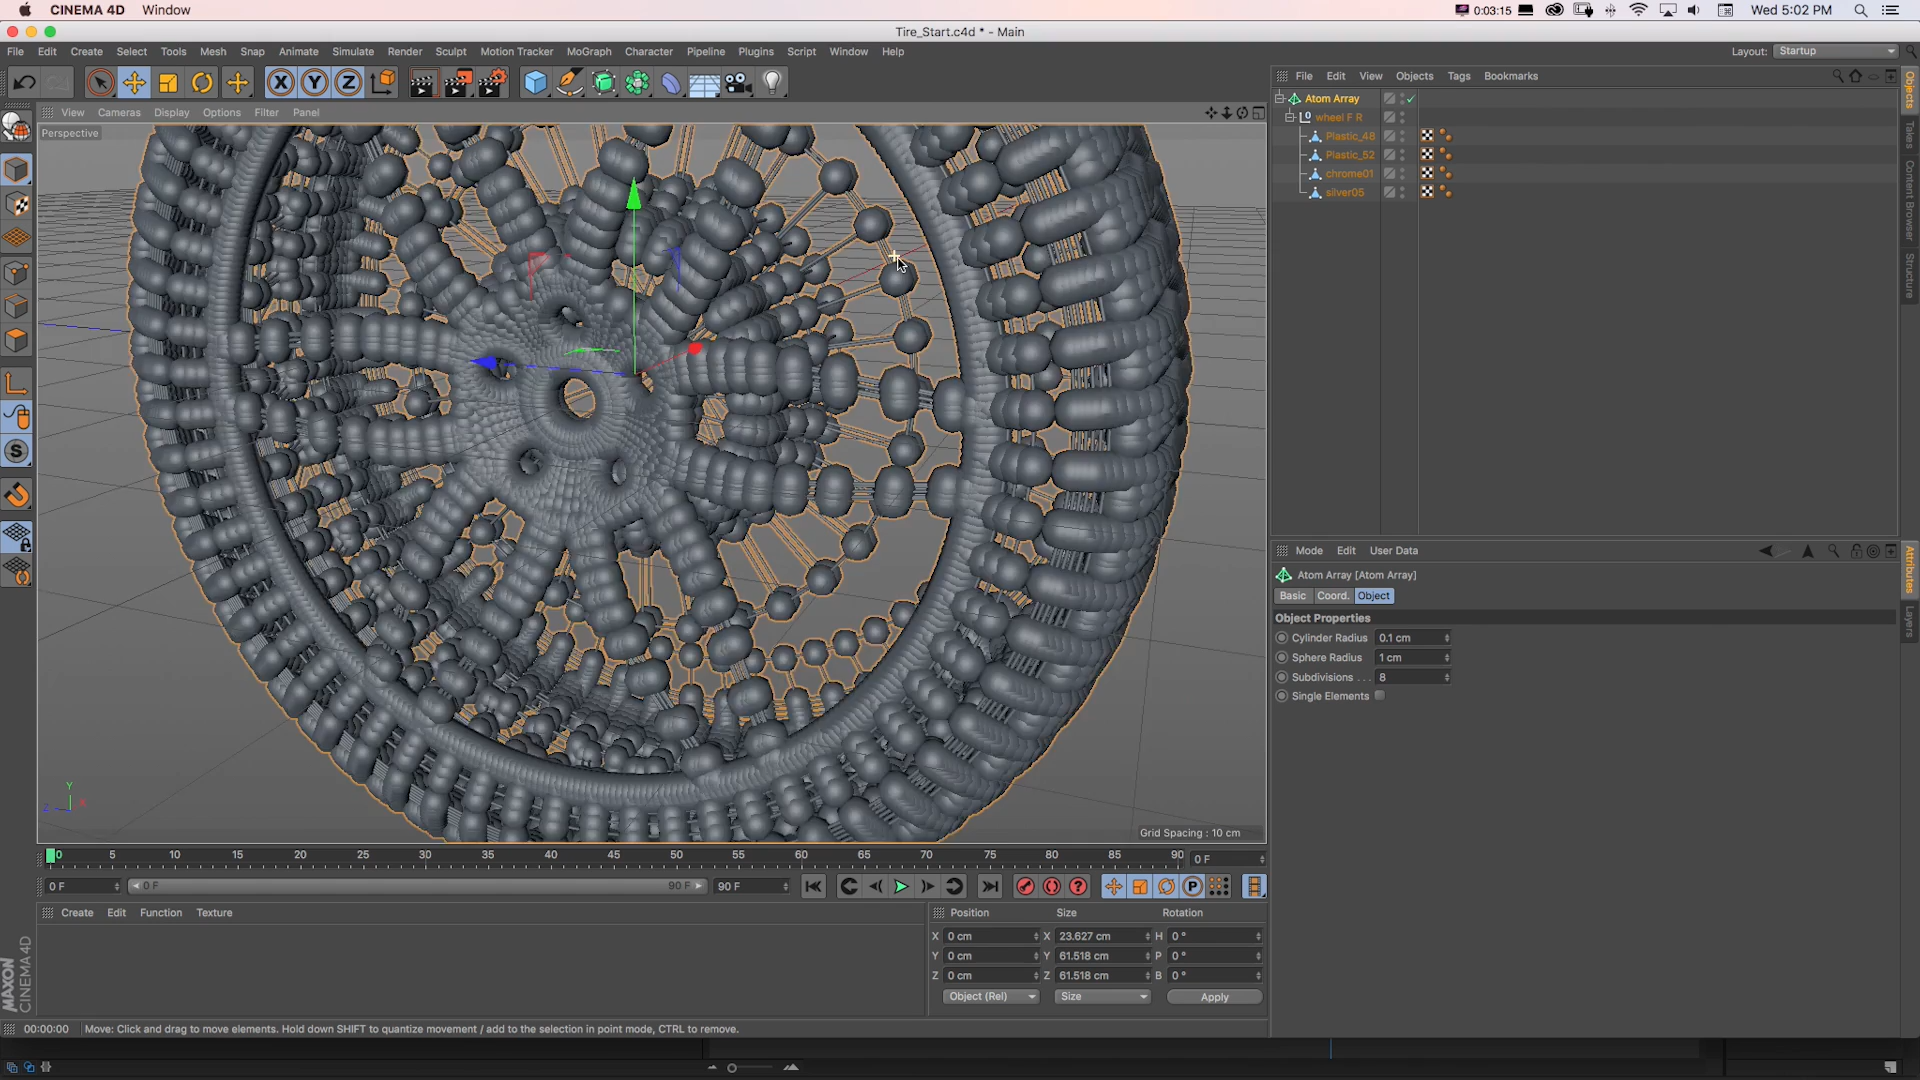 CINEMA 4D Window 0:03:15 Wed 5:02 PM
Tire_Start.c4d * - Main
File Edit Create Select Tools Mesh Snap Animate Simulate Render Sculpt Motion Tracker MoGraph Character Pipeline Plugins Script Window Help Layout: Startup
X Y Z
File Edit View Objects Tags Bookmarks
Objects
Takes
Content Browser
Structure
Atom Array
wheel F R
Plastic_48
Plastic_52
chrome01
silver05
View Cameras Display Options Filter Panel
Perspective
S
Y
Z X
Grid Spacing : 10 cm
Mode Edit User Data
Attributes
Layers
Atom Array [Atom Array]
Basic Coord. Object
Object Properties
Cylinder Radius 0.1 cm
Sphere Radius 1 cm
Subdivisions . . . 8
Single Elements
0 5 10 15 20 25 30 35 40 45 50 55 60 65 70 75 80 85 90 0 F
0 F 0 F 90 F 90 F ? P
Create Edit Function Texture
Position Size Rotation
X 0 cm X 23.627 cm H 0 °
Y 0 cm Y 61.518 cm P 0 °
Z 0 cm Z 61.518 cm B 0 °
Object (Rel) Size Apply
MAXON
CINEMA 4D
00:00:00 Move: Click and drag to move elements. Hold down SHIFT to quantize movement / add to the selection in point mode, CTRL to remove.